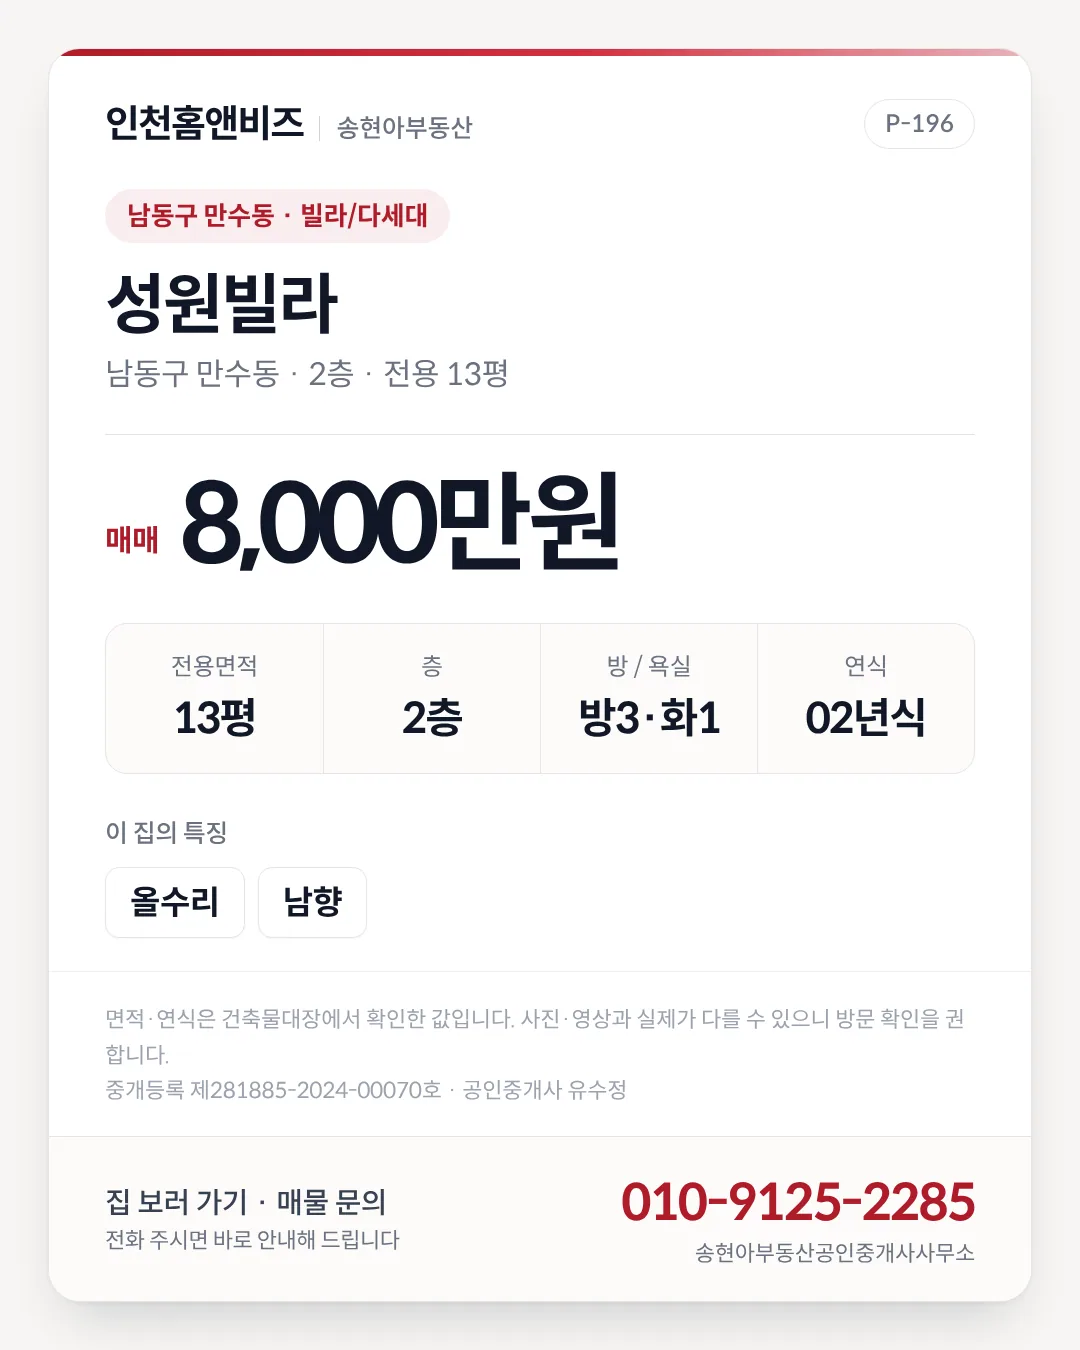 인천홈앤비즈 | 송현아부동산
P-196
남동구 만수동 · 빌라/다세대
성원빌라
남동구 만수동 · 2층 · 전용 13평
매매 8,000만원
전용면적
13평
층
2층
방 / 욕실
방3·화1
연식
02년식
이 집의 특징
올수리
남향
면적·연식은 건축물대장에서 확인한 값입니다. 사진·영상과 실제가 다를 수 있으니 방문 확인을 권
합니다.
중개등록 제281885-2024-00070호 · 공인중개사 유수정
집 보러 가기 · 매물 문의
전화 주시면 바로 안내해 드립니다
010-9125-2285
송현아부동산공인중개사사무소